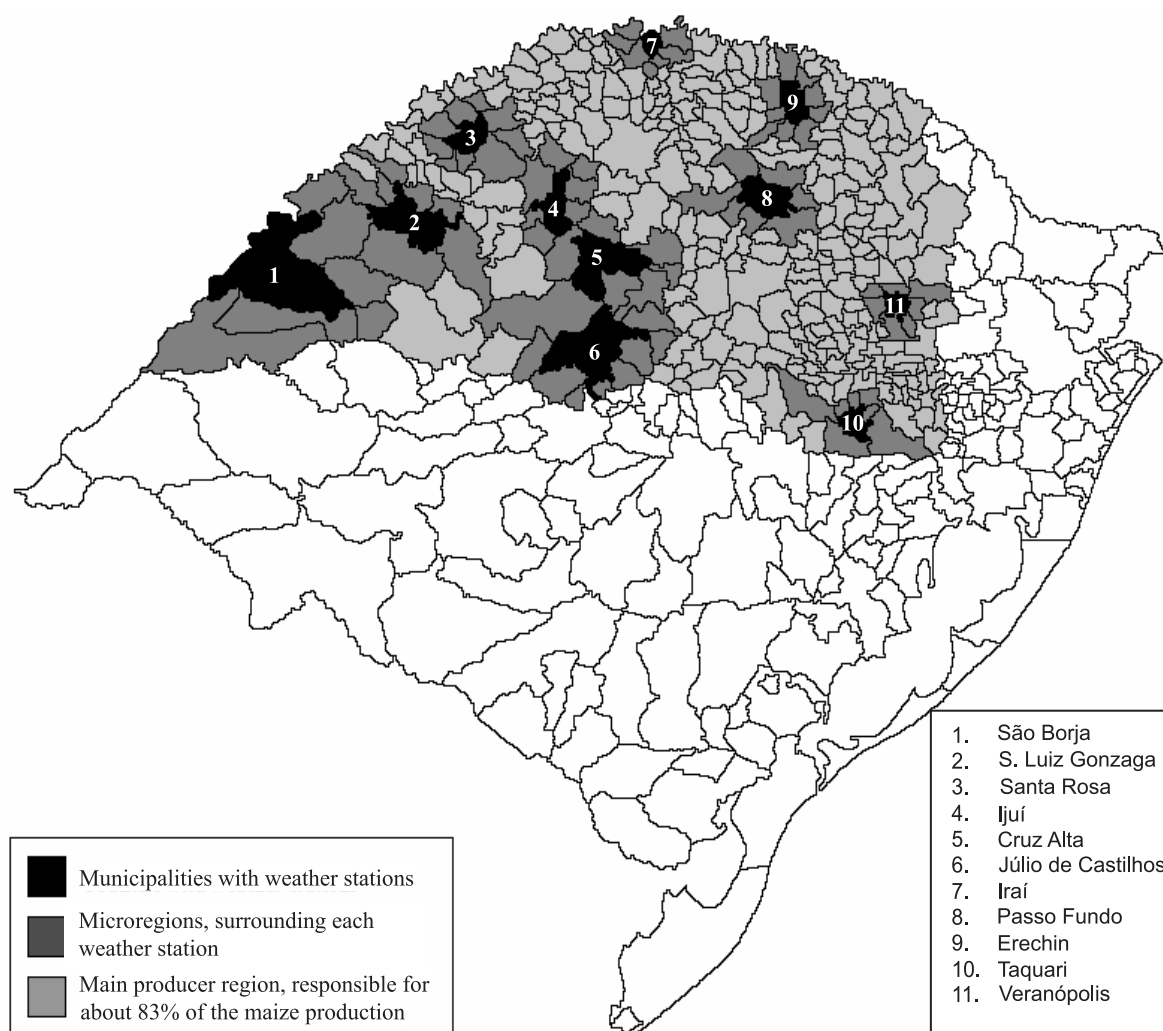 7
9
3
8
4
2
5
1
11
6
10
1. São Borja
2. S. Luiz Gonzaga
3. Santa Rosa
4. Ijuí
5. Cruz Alta
6. Júlio de Castilhos
7. Iraí
8. Passo Fundo
9. Erechin
10. Taquari
11. Veranópolis
Municipalities with weather stations
Microregions, surrounding each
weather station
Main producer region, responsible for
about 83% of the maize production